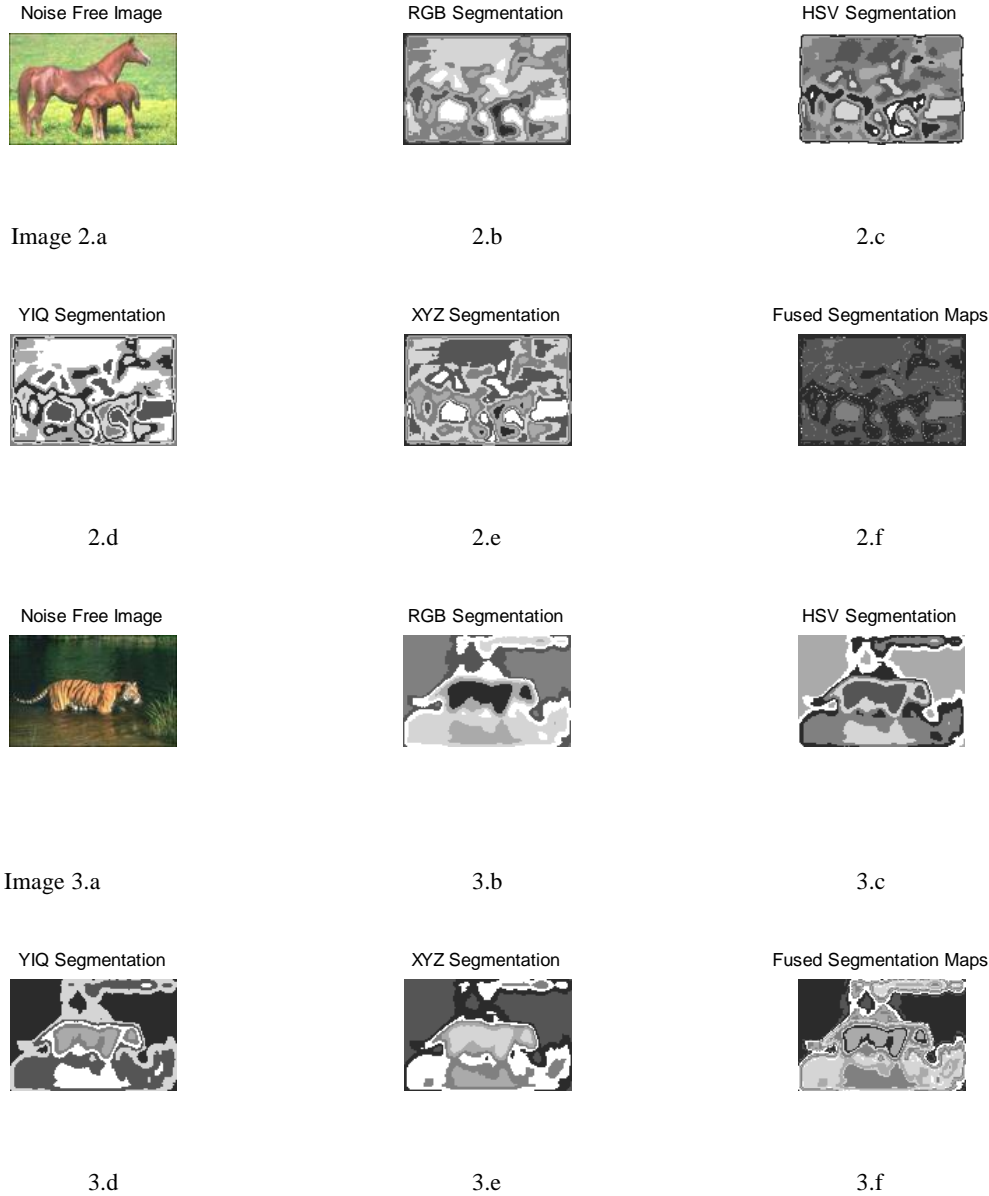 Noise Free Image RGB Segmentation HSV Segmentation
Image 2.a 2.b 2.c
YIQ Segmentation XYZ Segmentation Fused Segmentation Maps
2.d 2.e 2.f
Noise Free Image RGB Segmentation HSV Segmentation
Image 3.a 3.b 3.c
YIQ Segmentation XYZ Segmentation Fused Segmentation Maps
3.d 3.e 3.f